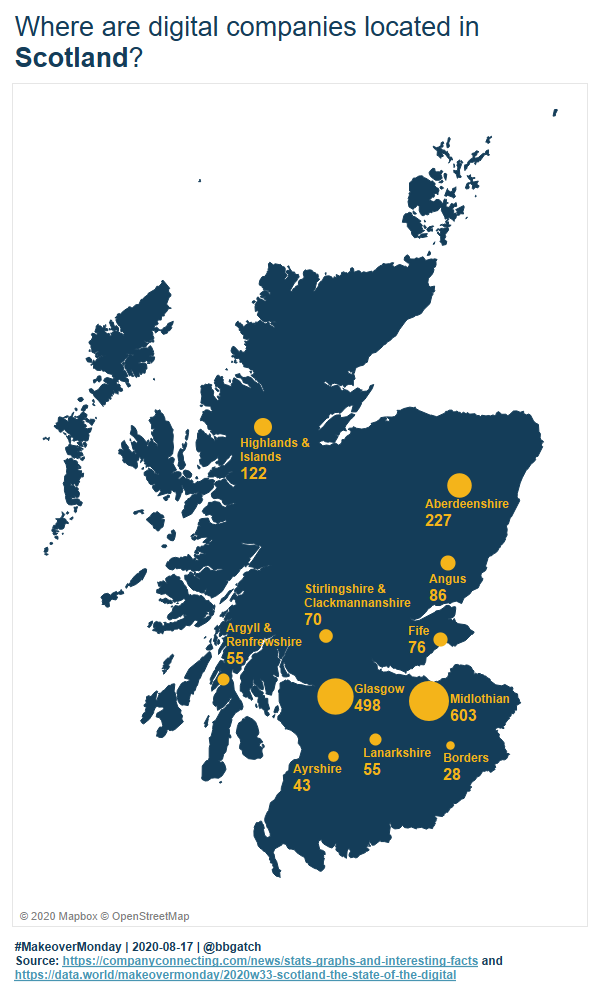 Where are digital companies located in
Scotland?
Highlands &
Islands
122
Aberdeenshire
227
Angus
86
Stirlingshire &
Clackmannanshire
70
Argyll &
Renfrewshire
55
Fife
76
Glasgow
498
Midlothian
603
Lanarkshire
55
Borders
28
Ayrshire
43
© 2020 Mapbox © OpenStreetMap
#MakeoverMonday | 2020-08-17 | @bbgatch
Source: https://companyconnecting.com/news/stats-graphs-and-interesting-facts and
https://data.world/makeovermonday/2020w33-scotland-the-state-of-the-digital